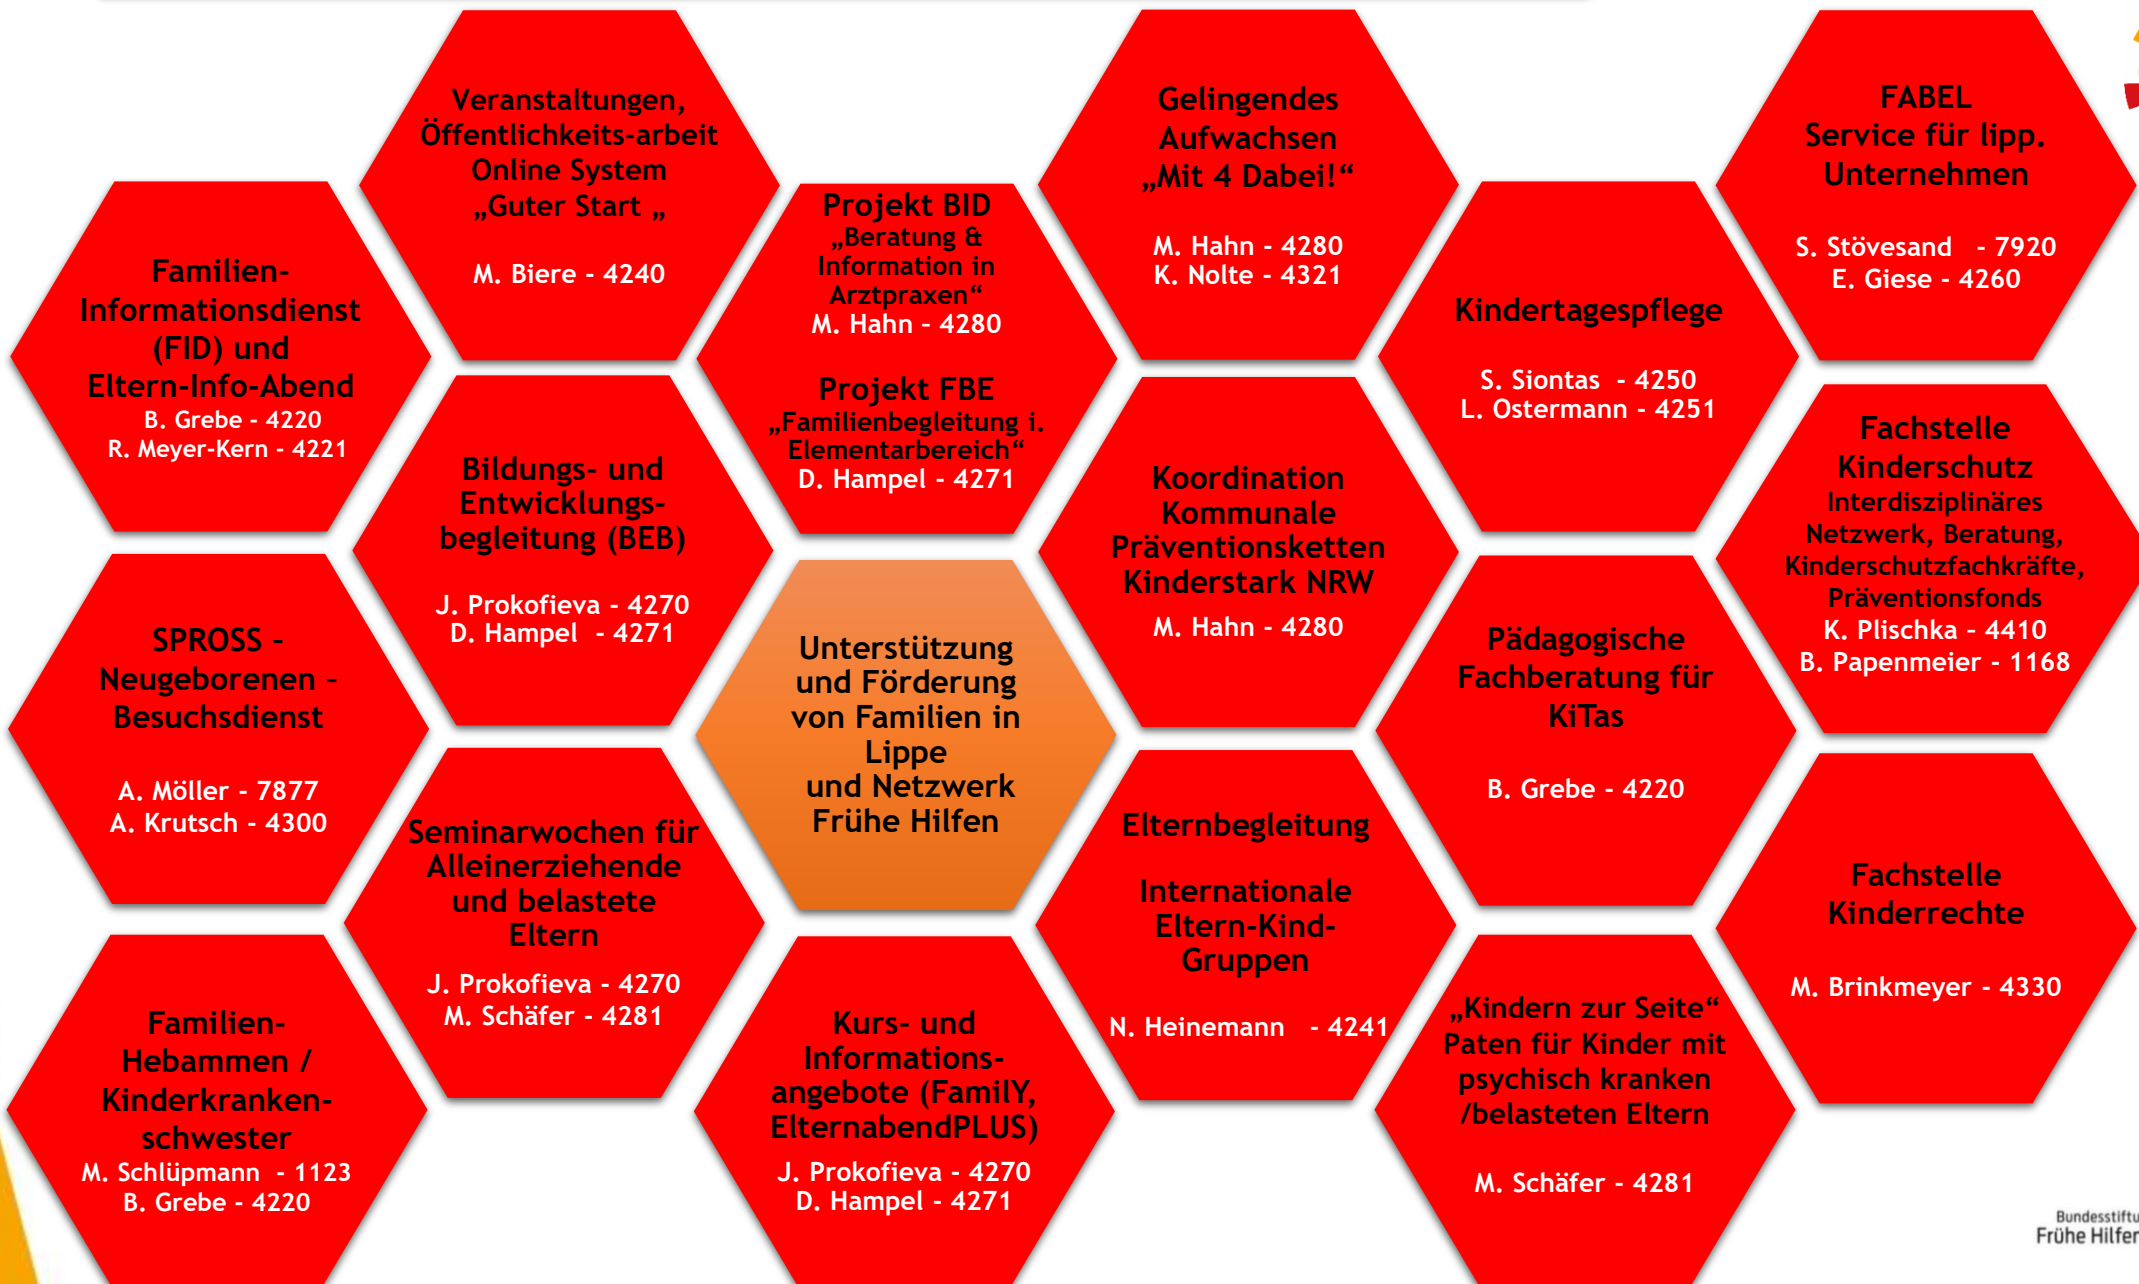 Veranstaltungen,
Öffentlichkeits-arbeit
Online System
„Guter Start „
M. Biere - 4240
Gelingendes
Aufwachsen
„Mit 4 Dabei!“
M. Hahn - 4280
K. Nolte - 4321
FABEL
Service für lipp.
Unternehmen
S. Stövesand - 7920
E. Giese - 4260
Familien-
Informationsdienst
(FID) und
Eltern-Info-Abend
B. Grebe - 4220
R. Meyer-Kern - 4221
Projekt BID
„Beratung &
Information in
Arztpraxen“
M. Hahn - 4280
Projekt FBE
„Familienbegleitung i.
Elementarbereich“
D. Hampel - 4271
Kindertagespflege
S. Siontas - 4250
L. Ostermann - 4251
Bildungs- und
Entwicklungs-
begleitung (BEB)
J. Prokofieva - 4270
D. Hampel - 4271
Koordination
Kommunale
Präventionsketten
Kinderstark NRW
M. Hahn - 4280
Fachstelle
Kinderschutz
Interdisziplinäres
Netzwerk, Beratung,
Kinderschutzfachkräfte,
Präventionsfonds
K. Plischka - 4410
B. Papenmeier - 1168
SPROSS -
Neugeborenen -
Besuchsdienst
A. Möller - 7877
A. Krutsch - 4300
Unterstützung
und Förderung
von Familien in
Lippe
und Netzwerk
Frühe Hilfen
Pädagogische
Fachberatung für
KiTas
B. Grebe - 4220
Seminarwochen für
Alleinerziehende
und belastete
Eltern
J. Prokofieva - 4270
M. Schäfer - 4281
Elternbegleitung
Internationale
Eltern-Kind-
Gruppen
N. Heinemann - 4241
Fachstelle
Kinderrechte
M. Brinkmeyer - 4330
Familien-
Hebammen /
Kinderkranken-
schwester
M. Schlüpmann - 1123
B. Grebe - 4220
Kurs- und
Informations-
angebote (FamilY,
ElternabendPLUS)
J. Prokofieva - 4270
D. Hampel - 4271
„Kindern zur Seite“
Paten für Kinder mit
psychisch kranken
/belasteten Eltern
M. Schäfer - 4281
Bundesstiftu
Frühe Hilfen